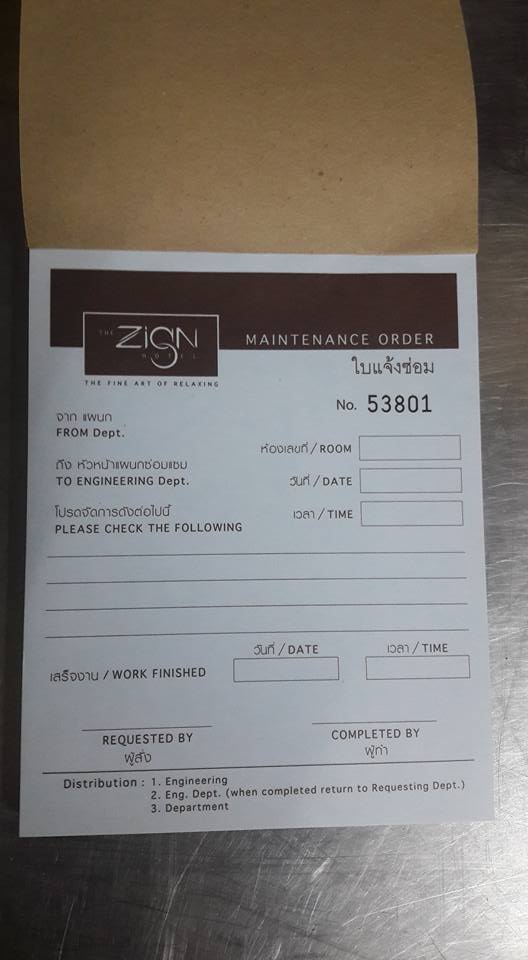 THE ZIGN
HOTEL
THE FINE ART OF RELAXING
MAINTENANCE ORDER
ใบแจ้งซ่อม
No. 53801
จาก แผนก
FROM Dept.
ห้องเลขที่ / ROOM
ถึง หัวหน้าแผนกซ่อมแซม
TO ENGINEERING Dept.
วันที่ / DATE
โปรดจัดการดังต่อไปนี้
PLEASE CHECK THE FOLLOWING
เวลา / TIME
วันที่ / DATE
เวลา / TIME
เสร็จงาน / WORK FINISHED
REQUESTED BY
ผู้สั่ง
COMPLETED BY
ผู้ทำ
Distribution : 1. Engineering
2. Eng. Dept. (when completed return to Requesting Dept.)
3. Department